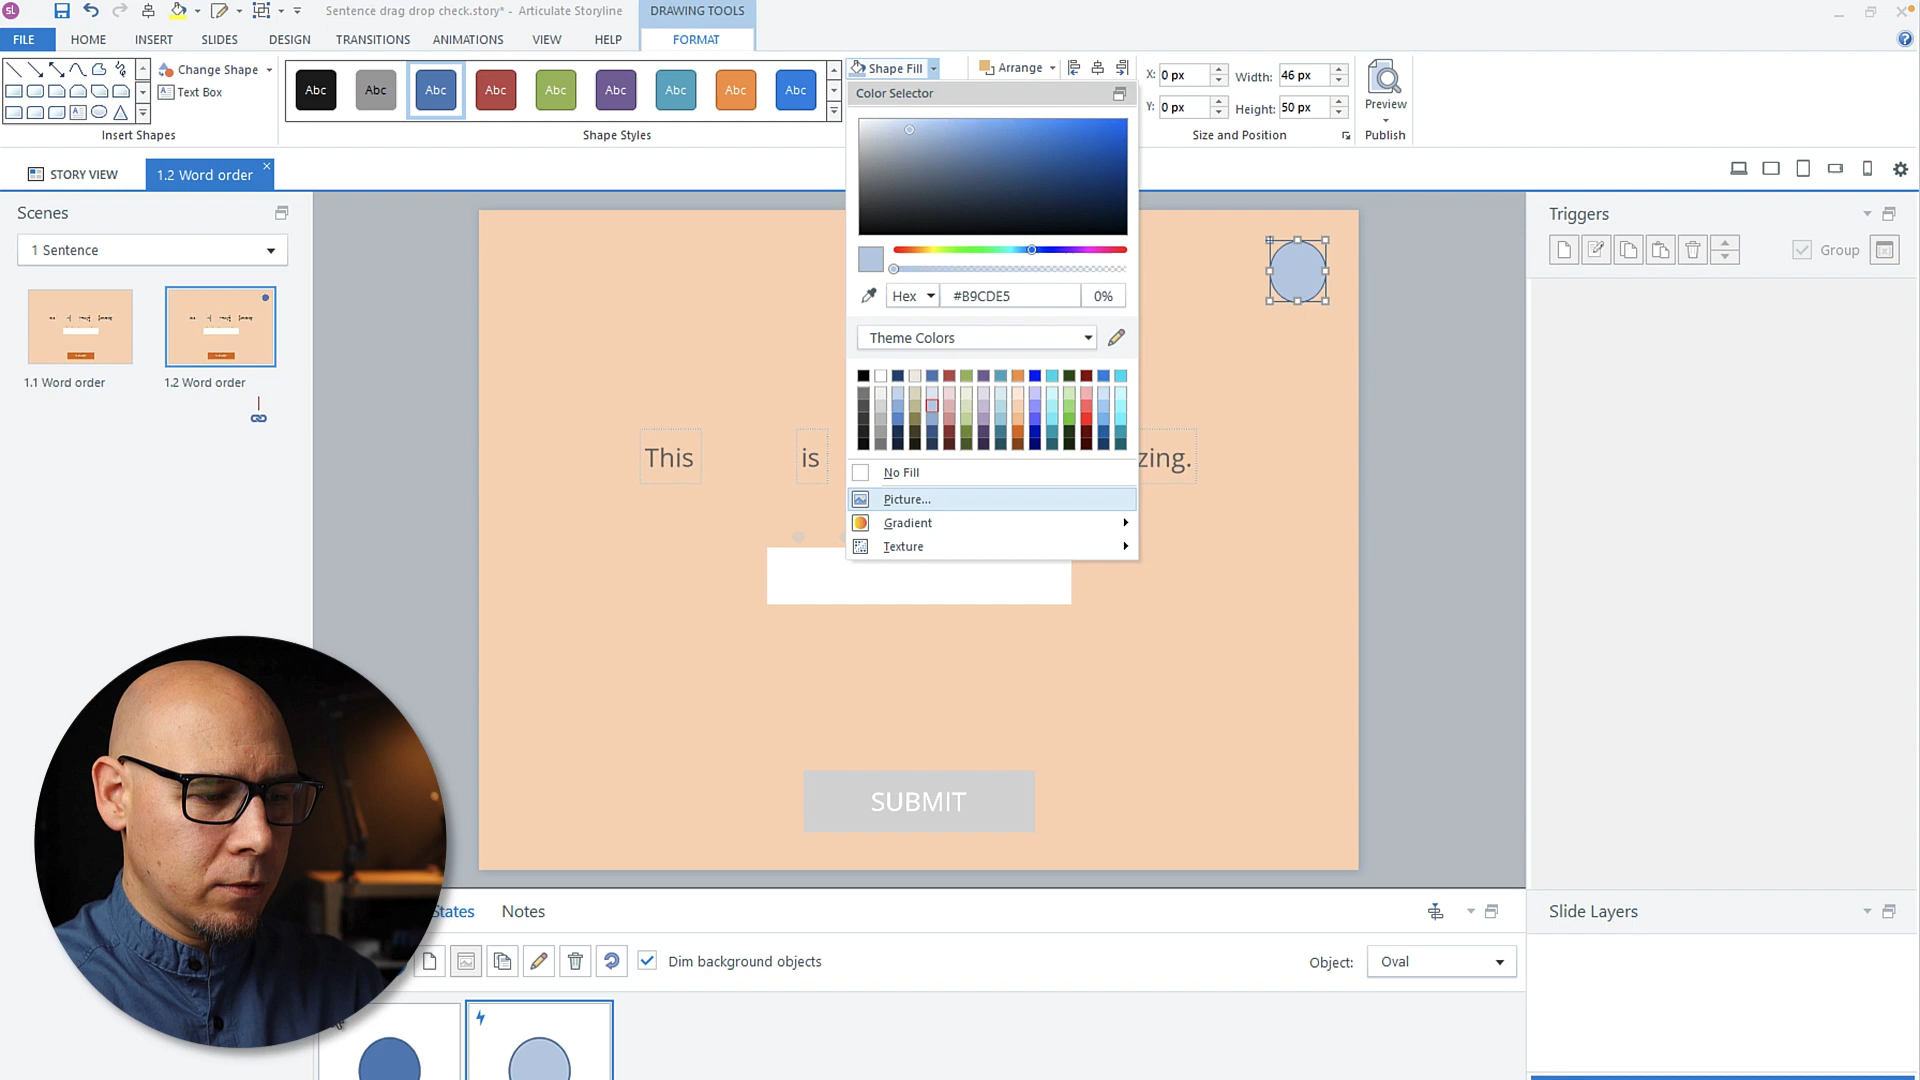 SL
Sentence drag drop check.story* - Articulate Storyline
DRAWING TOOLS
FILE
HOME
INSERT
SLIDES
DESIGN
TRANSITIONS
ANIMATIONS
VIEW
HELP
FORMAT
Change Shape
Text Box
Insert Shapes
Abc
Abc
Abc
Abc
Abc
Abc
Abc
Abc
Abc
Shape Styles
Shape Fill
Arrange
X: 0 px
Width: 46 px
Y: 0 px
Height: 50 px
Size and Position
Preview
Publish
Color Selector
Hex
#B9CDE5
0%
Theme Colors
No Fill
Picture...
Gradient
Texture
STORY VIEW
1.2 Word order
Scenes
1 Sentence
1.1 Word order
1.2 Word order
This
is
zing.
SUBMIT
Triggers
Group
States
Notes
Dim background objects
Object:
Oval
Slide Layers